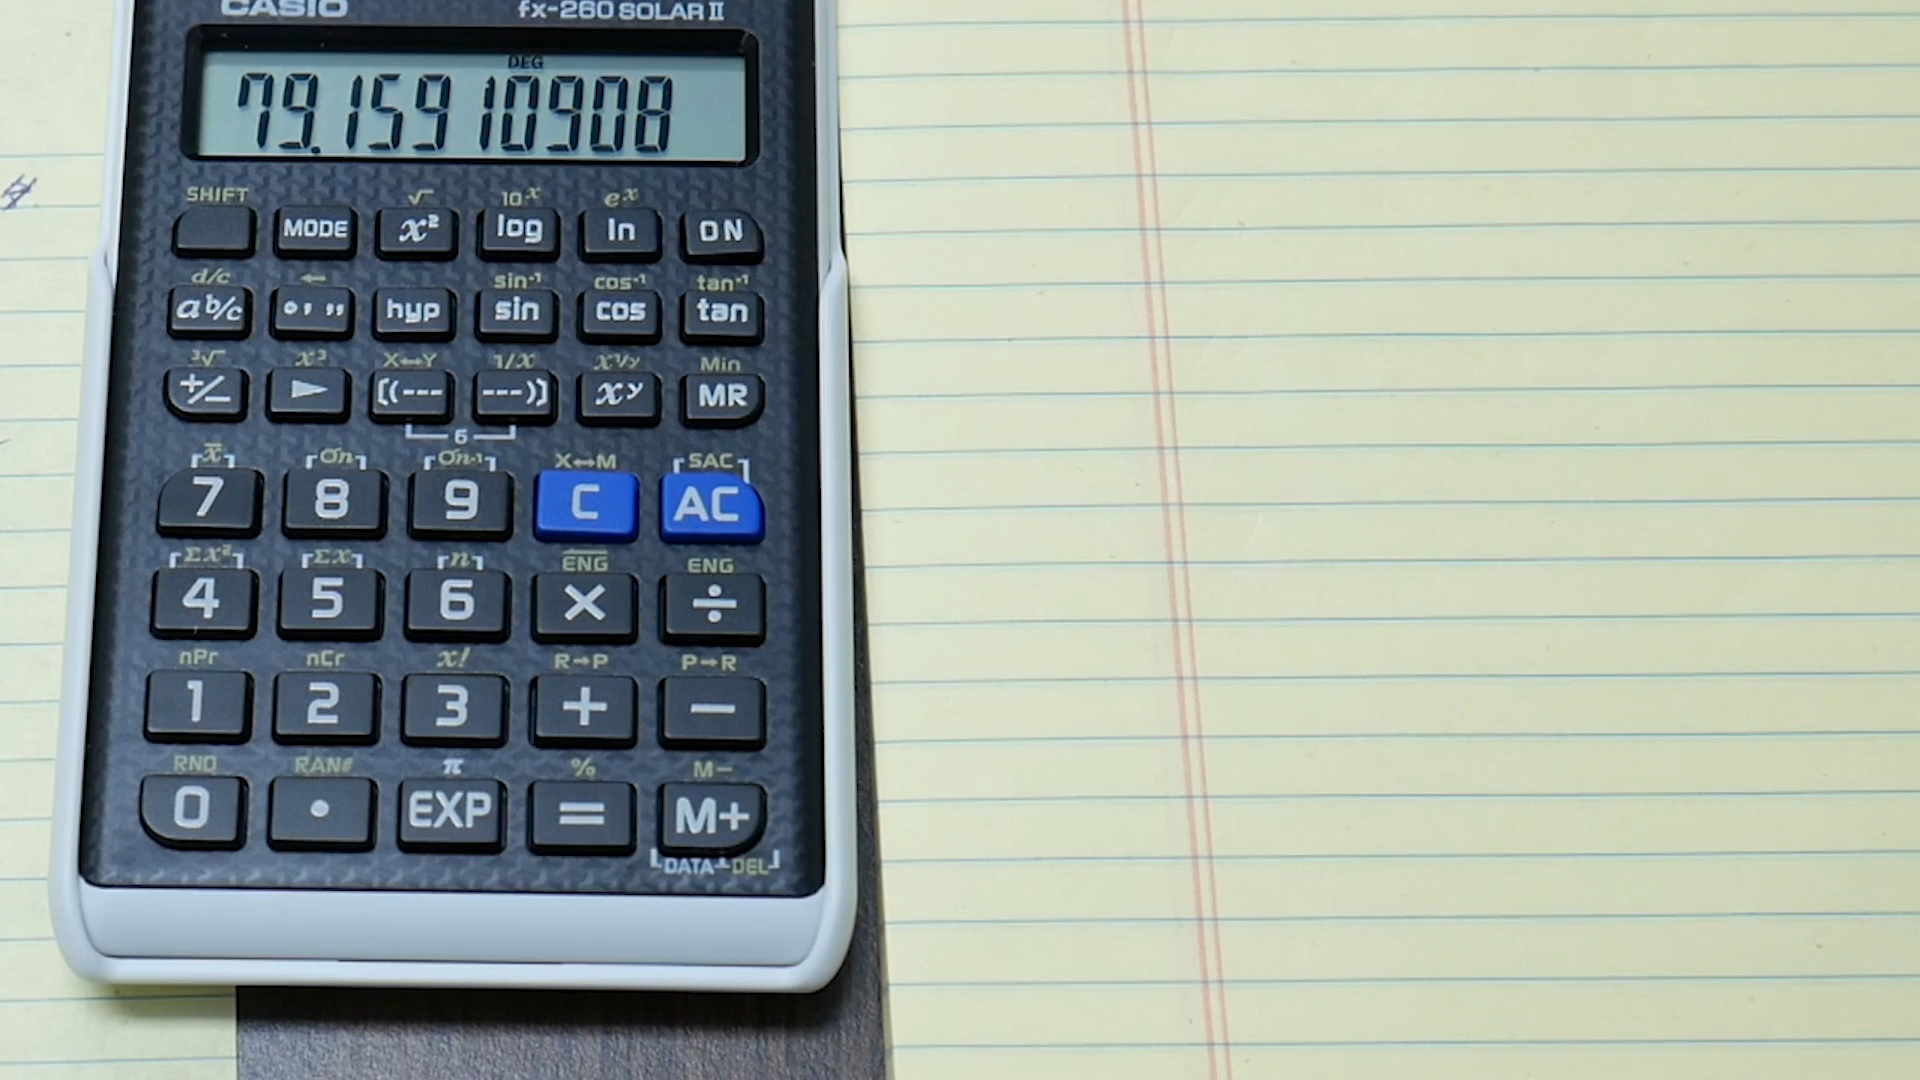 CASIO fx-260 SOLAR II
DEG
79.15910908
SHIFT √ 10ˣ eˣ
MODE x² log ln ON
d/c ← sin⁻¹ cos⁻¹ tan⁻¹
a b/c ° ’ ” hyp sin cos tan
³√ x³ X↔Y 1/x x¹/ʸ Min
+/− ▶ [(--- ---)] xʸ MR
6
x̄ σn σn-1 X↔M SAC
7 8 9 C AC
Σx² Σx n ENG ENG
4 5 6 × ÷
nPr nCr x! R→P P→R
1 2 3 + −
RND RAN# π % M−
0 • EXP = M+
DATA DEL